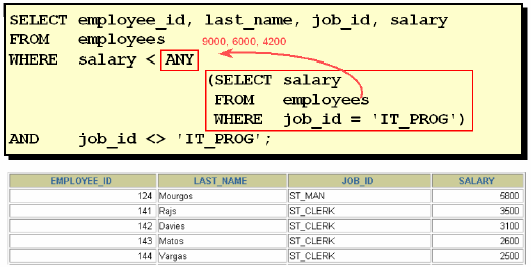 SELECT employee_id, last_name, job_id, salary
FROM employees
9000, 6000, 4200
WHERE salary < ANY
(SELECT salary
FROM employees
WHERE job_id = 'IT_PROG')
AND job_id <> 'IT_PROG';
EMPLOYEE_ID LAST_NAME JOB_ID SALARY
124 Mourgos ST_MAN 5800
141 Rajs ST_CLERK 3500
142 Davies ST_CLERK 3100
143 Matos ST_CLERK 2600
144 Vargas ST_CLERK 2500